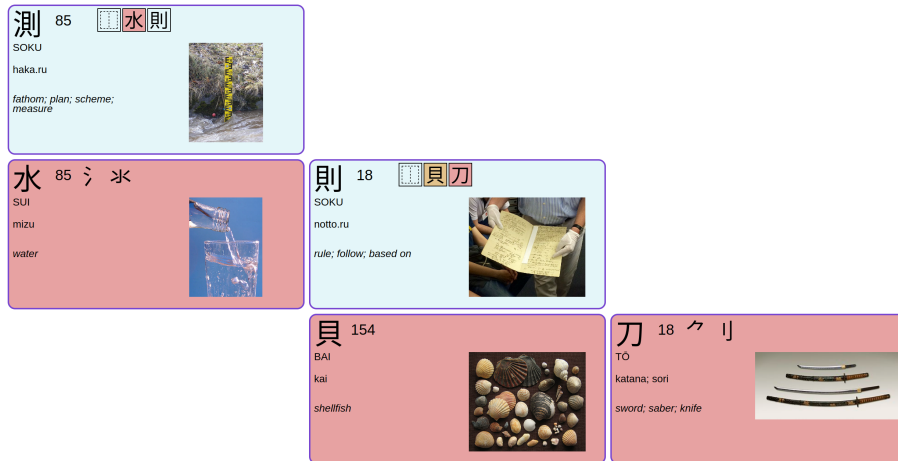 測 85 ⿰ 水 則
SOKU
haka.ru
fathom; plan; scheme;
measure
水 85 氵 氺
SUI
mizu
water
則 18 ⿰ 貝 刀
SOKU
notto.ru
rule; follow; based on
貝 154
BAI
kai
shellfish
刀 18 ⺈ 刂
TŌ
katana; sori
sword; saber; knife